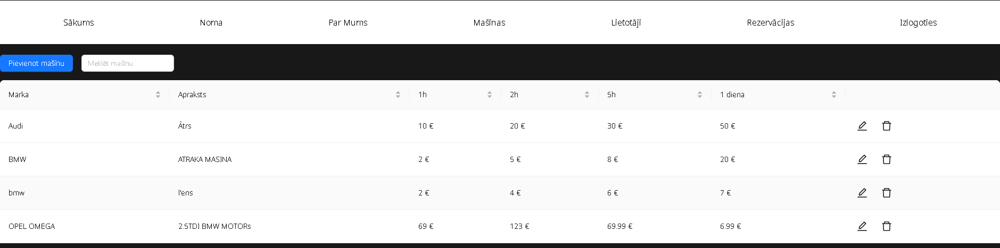 Sākums Noma Par Mums Mašīnas Lietotāji Rezervācijas Izlogoties
Pievienot mašīnu Meklēt mašīnu
Marka Apraksts 1h 2h 5h 1 diena
Audi Ātrs 10 € 20 € 30 € 50 €
BMW ATRAKA MASINA 2 € 5 € 8 € 20 €
bmw l'ens 2 € 4 € 6 € 7 €
OPEL OMEGA 2.5TDI BMW MOTORs 69 € 123 € 69.99 € 6.99 €